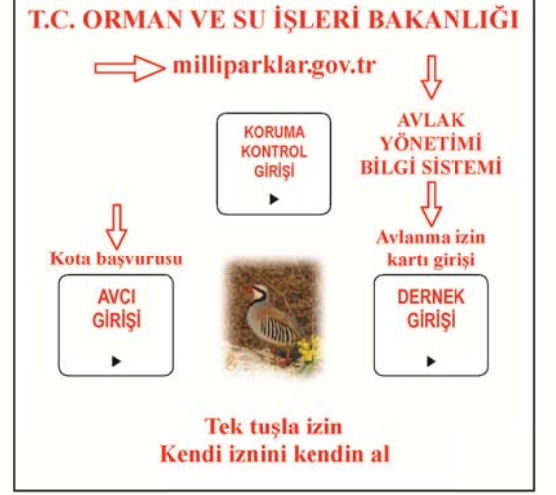 T.C. ORMAN VE SU İŞLERİ BAKANLIĞI
milliparklar.gov.tr
AVLAK
YÖNETİMİ
BİLGİ SİSTEMİ
KORUMA
KONTROL
GİRİŞİ
Kota başvurusu
AVCI
GİRİŞİ
Avlanma izin
kartı girişi
DERNEK
GİRİŞİ
Tek tuşla izin
Kendi iznini kendin al